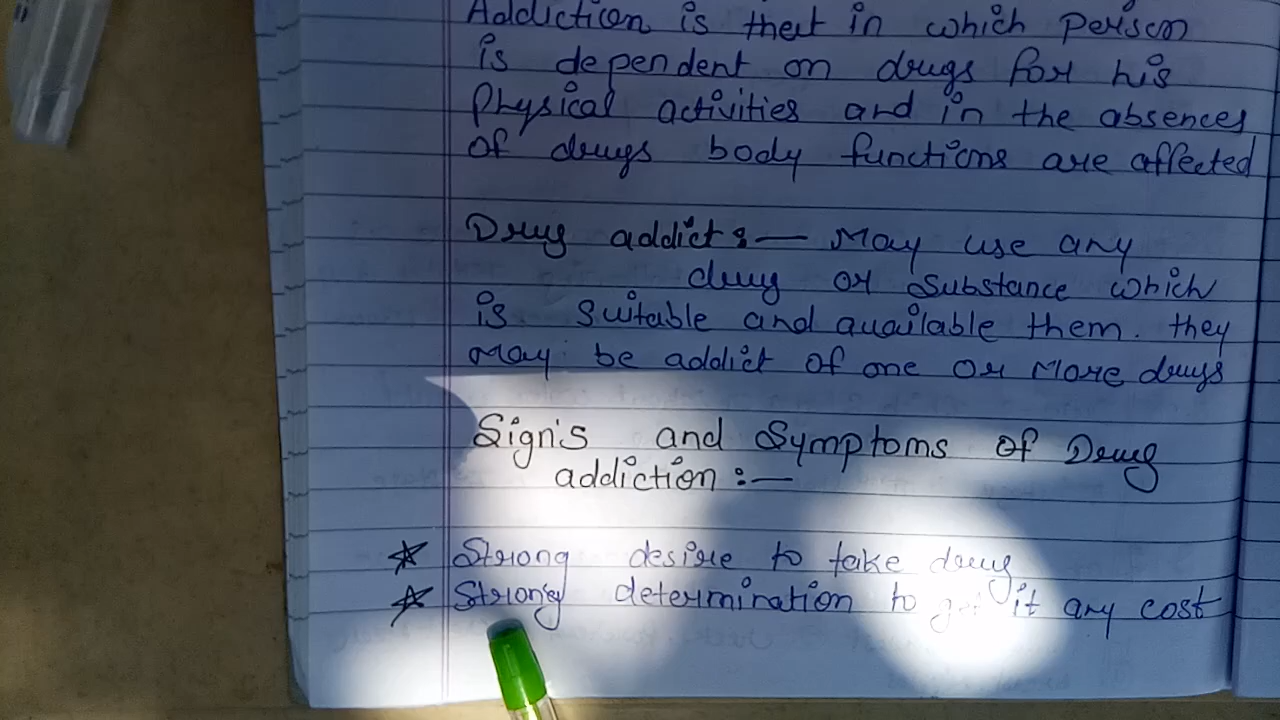 Addiction is that in which person
is dependent on drugs for his
Physical activities and in the absences
of drugs body functions are affected
Drug addict :— May use any
drug or substance which
is suitable and available them. they
May be addict of one or more drugs
Sign's and Symptoms of Drug
addiction :—
★ Strong desire to take drug
★ Strong determination to get it any cost